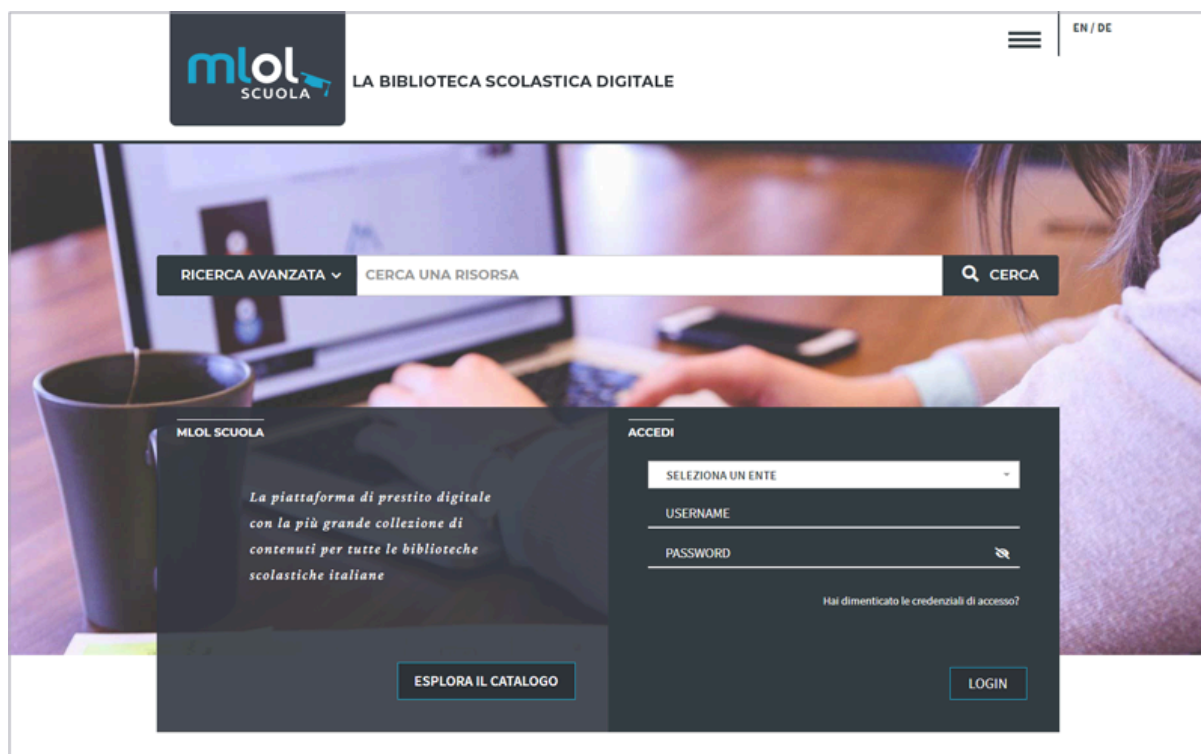 mlol
SCUOLA
LA BIBLIOTECA SCOLASTICA DIGITALE
EN / DE
RICERCA AVANZATA
CERCA UNA RISORSA
CERCA
MLOL SCUOLA
La piattaforma di prestito digitale
con la più grande collezione di
contenuti per tutte le biblioteche
scolastiche italiane
ESPLORA IL CATALOGO
ACCEDI
SELEZIONA UN ENTE
USERNAME
PASSWORD
Hai dimenticato le credenziali di accesso?
LOGIN